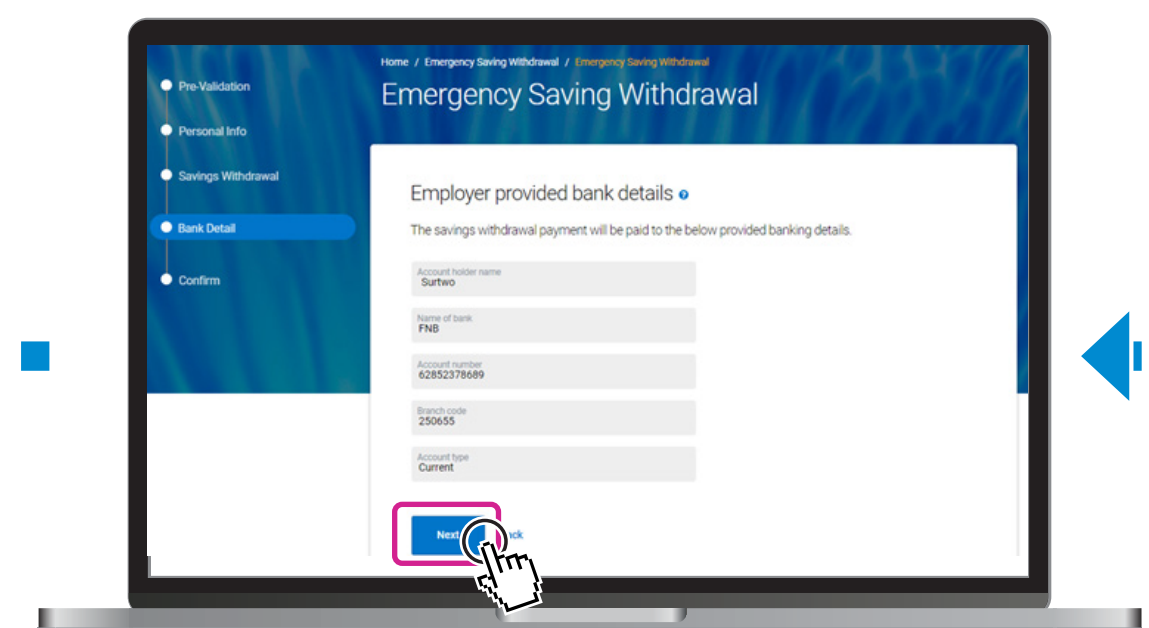 Home / Emergency Saving Withdrawal / Emergency Saving Withdrawal
Emergency Saving Withdrawal
Pre-Validation
Personal Info
Savings Withdrawal
Bank Detail
Confirm
Employer provided bank details
The savings withdrawal payment will be paid to the below provided banking details.
Account holder name
Surtwo
Name of bank
FNB
Account number
62852378689
Branch code
250655
Account type
Current
Next